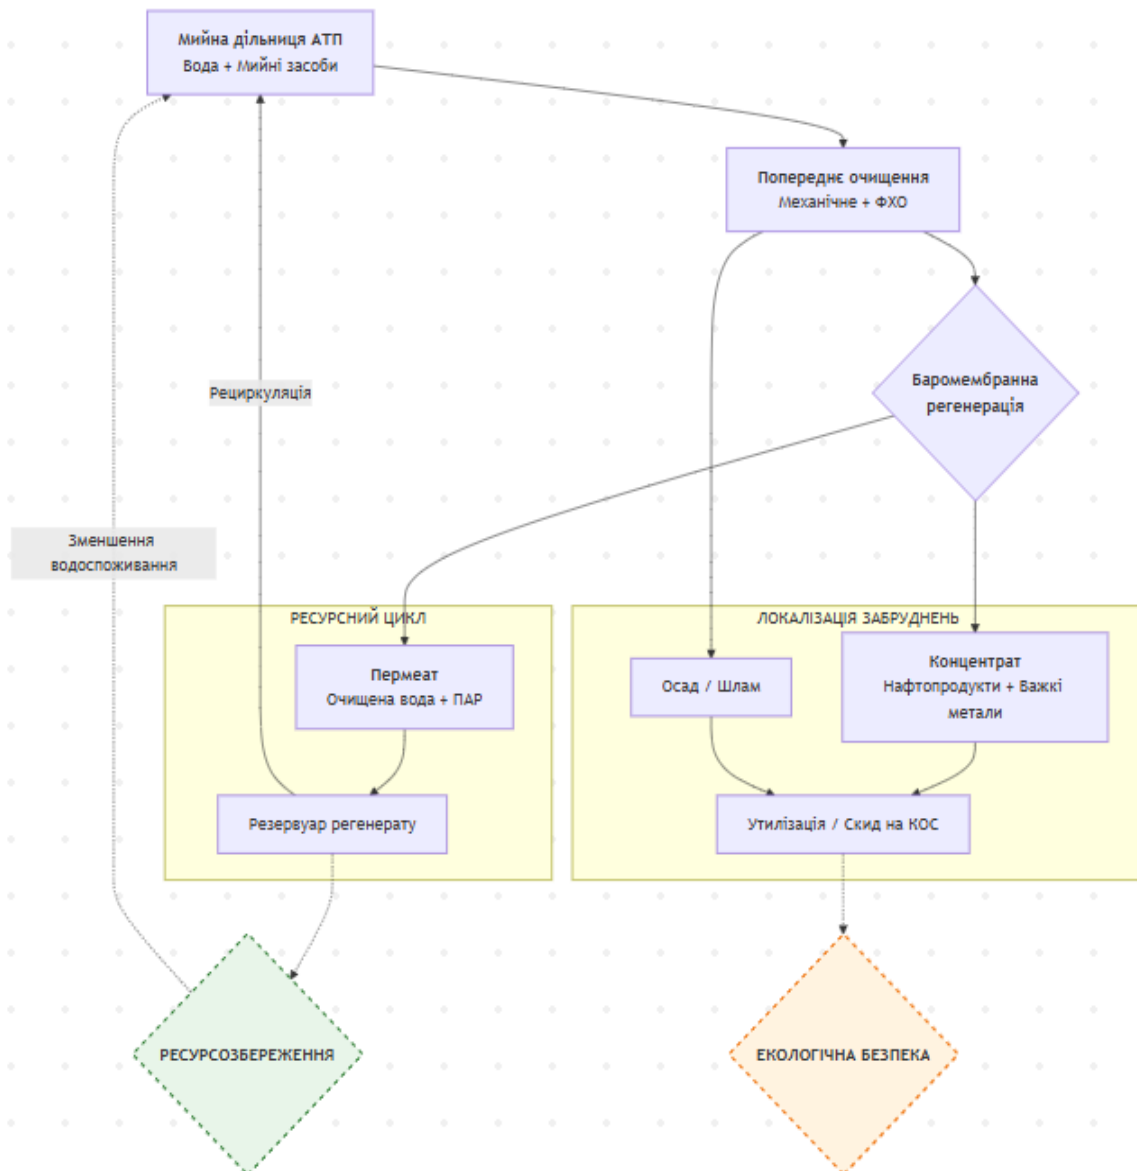 Мийна дільниця АТП
Вода + Мийні засоби
Попереднє очищення
Механічне + ФХО
Баромембранна
регенерація
Рециркуляція
Зменшення
водоспоживання
РЕСУРСНИЙ ЦИКЛ
Пермеат
Очищена вода + ПАР
Резервуар регенерату
ЛОКАЛІЗАЦІЯ ЗАБРУДНЕНЬ
Осад / Шлам
Концентрат
Нафтопродукти + Важкі
метали
Утилізація / Скид на КОС
РЕСУРСОЗБЕРЕЖЕННЯ
ЕКОЛОГІЧНА БЕЗПЕКА